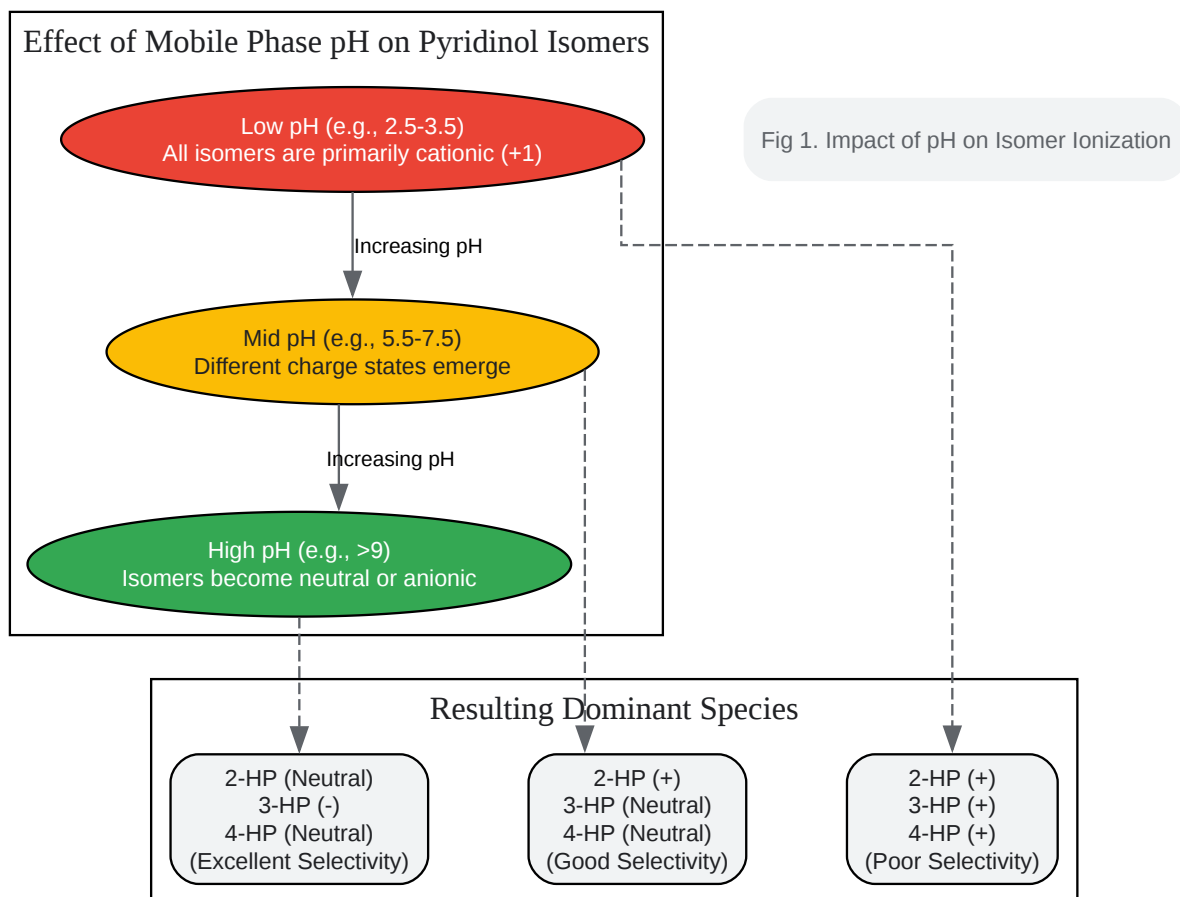 Effect of Mobile Phase pH on Pyridinol Isomers
Low pH (e.g., 2.5-3.5)
All isomers are primarily cationic (+1)
Fig 1. Impact of pH on Isomer Ionization
Increasing pH
Mid pH (e.g., 5.5-7.5)
Different charge states emerge
Increasing pH
High pH (e.g., >9)
Isomers become neutral or anionic
Resulting Dominant Species
2-HP (Neutral)
3-HP (-)
4-HP (Neutral)
(Excellent Selectivity)
2-HP (+)
3-HP (Neutral)
4-HP (Neutral)
(Good Selectivity)
2-HP (+)
3-HP (+)
4-HP (+)
(Poor Selectivity)